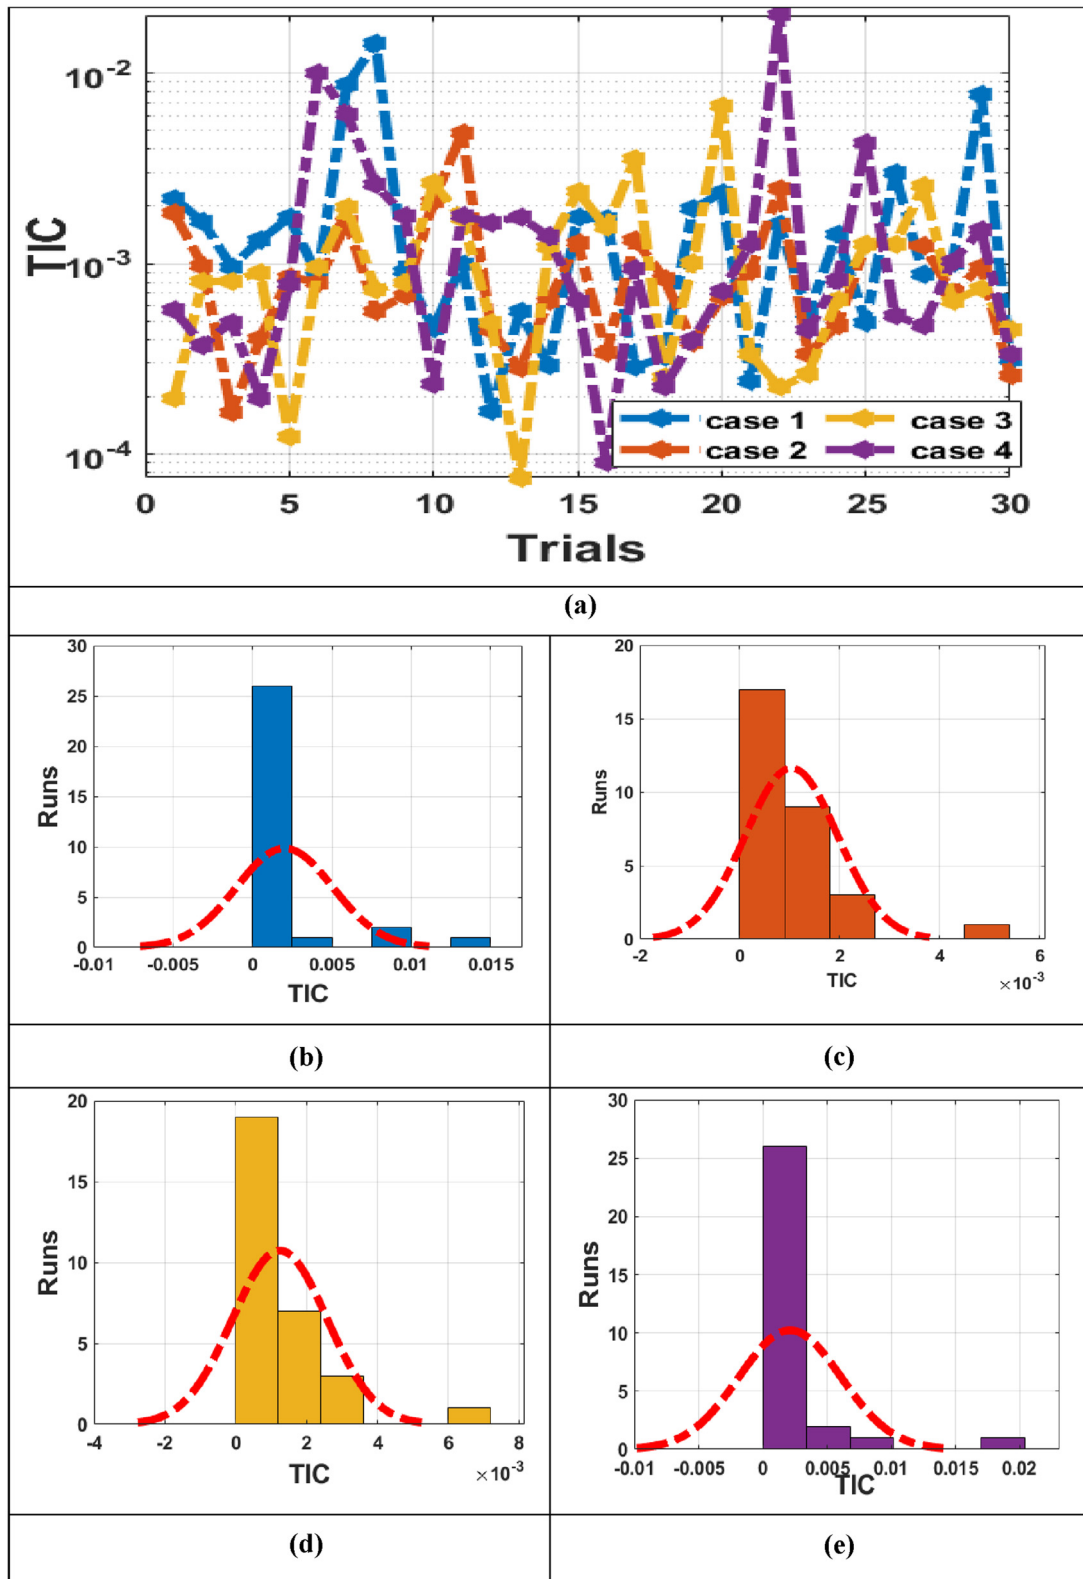 10^-2
10^-3
10^-4
TIC
0 5 10 15 20 25 30
Trials
case 1 case 3
case 2 case 4
(a)
30
25
20
15
10
5
0
Runs
-0.01 -0.005 0 0.005 0.01 0.015
TIC
20
15
10
5
0
Runs
-2 0 2 4 6
TIC ×10^-3
(b) (c)
20
15
10
5
0
Runs
-4 -2 0 2 4 6 8
TIC ×10^-3
30
25
20
15
10
5
0
Runs
-0.01 -0.005 0 0.005 0.01 0.015 0.02
TIC
(d) (e)